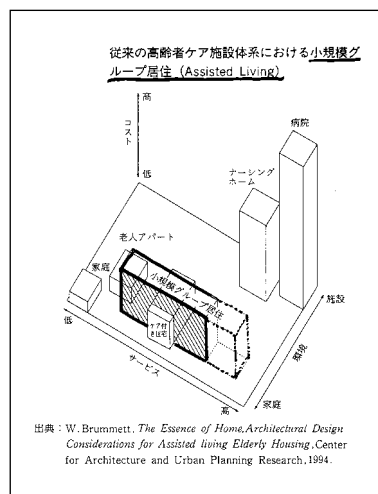 従来の高齢者ケア施設体系における小規模グ
ループ居住 (Assisted Living)
高
コスト
低
病院
ナーシング
ホーム
老人アパート
家庭
小規模グループ居住
ケア付
き住宅
低
サービス
高
施設
環境
家庭
出典：W. Brummett, The Essence of Home, Architectural Design
Considerations for Assisted living Elderly Housing, Center
for Architecture and Urban Planning Research, 1994.